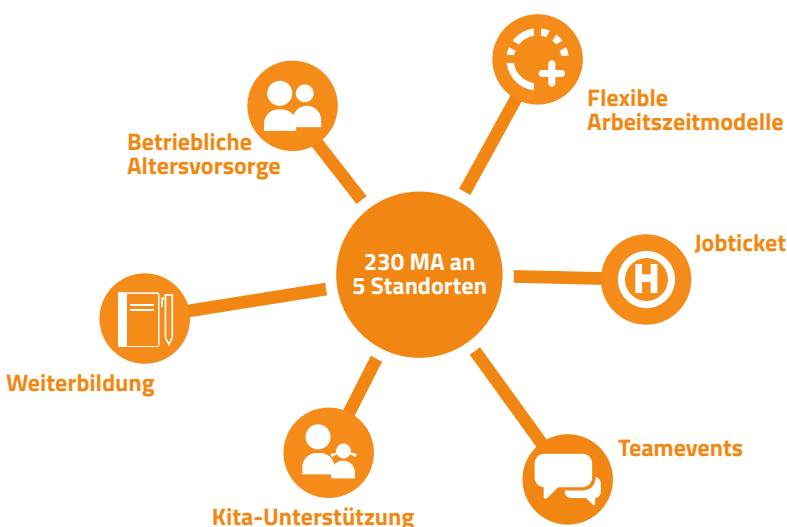 Flexible
Arbeitszeitmodelle
Betriebliche
Altersvorsorge
Jobticket
230 MA an
5 Standorten
H
Weiterbildung
Teamevents
Kita-Unterstützung